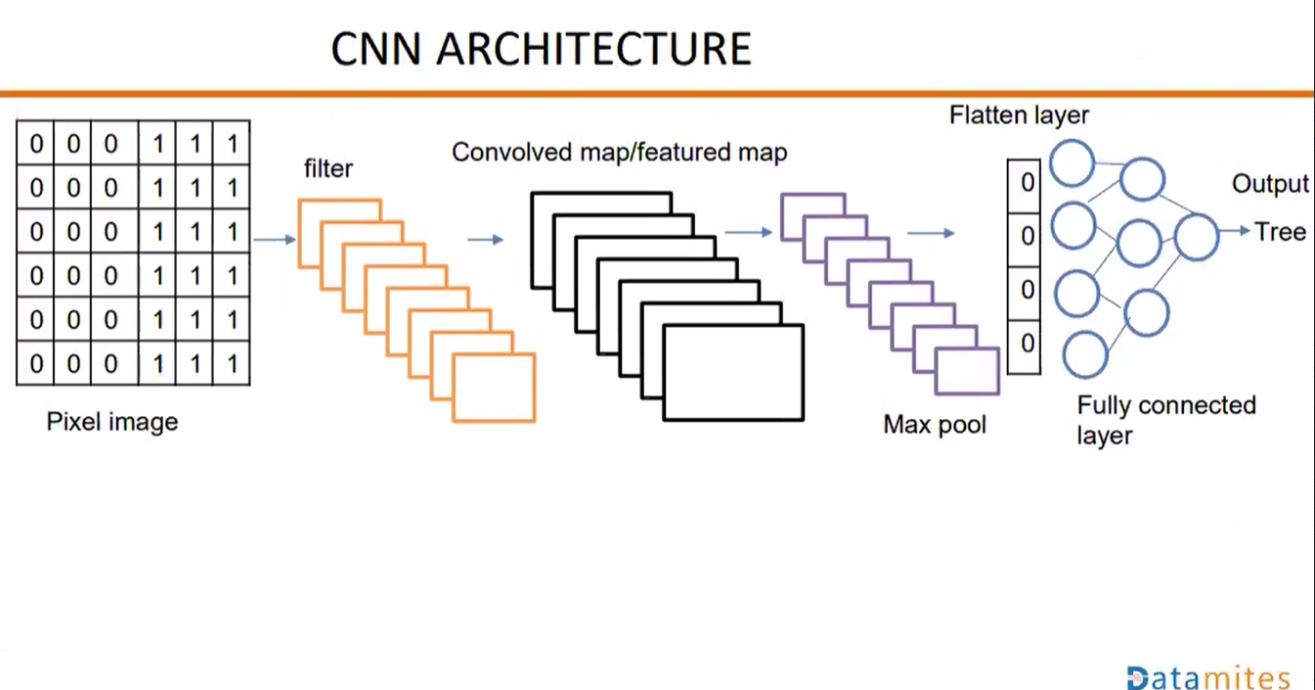 CNN ARCHITECTURE
Flatten layer
Convolved map/featured map
filter
0 0 0 1 1 1
0 0 0 1 1 1
0 0 0 1 1 1
0 0 0 1 1 1
0 0 0 1 1 1
0 0 0 1 1 1
Pixel image
Max pool
0
0
0
0
Output
Tree
Fully connected
layer
Datamites